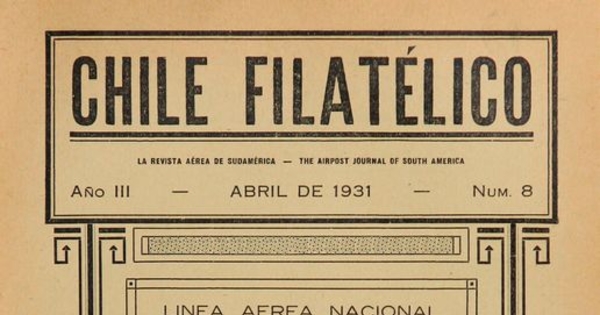 CHILE FILATÉLICO
LA REVISTA AÉREA DE SUDAMÉRICA — THE AIRPOST JOURNAL OF SOUTH AMERICA
AÑO III — ABRIL DE 1931 — NUM. 8
LINEA AEREA NACIONAL